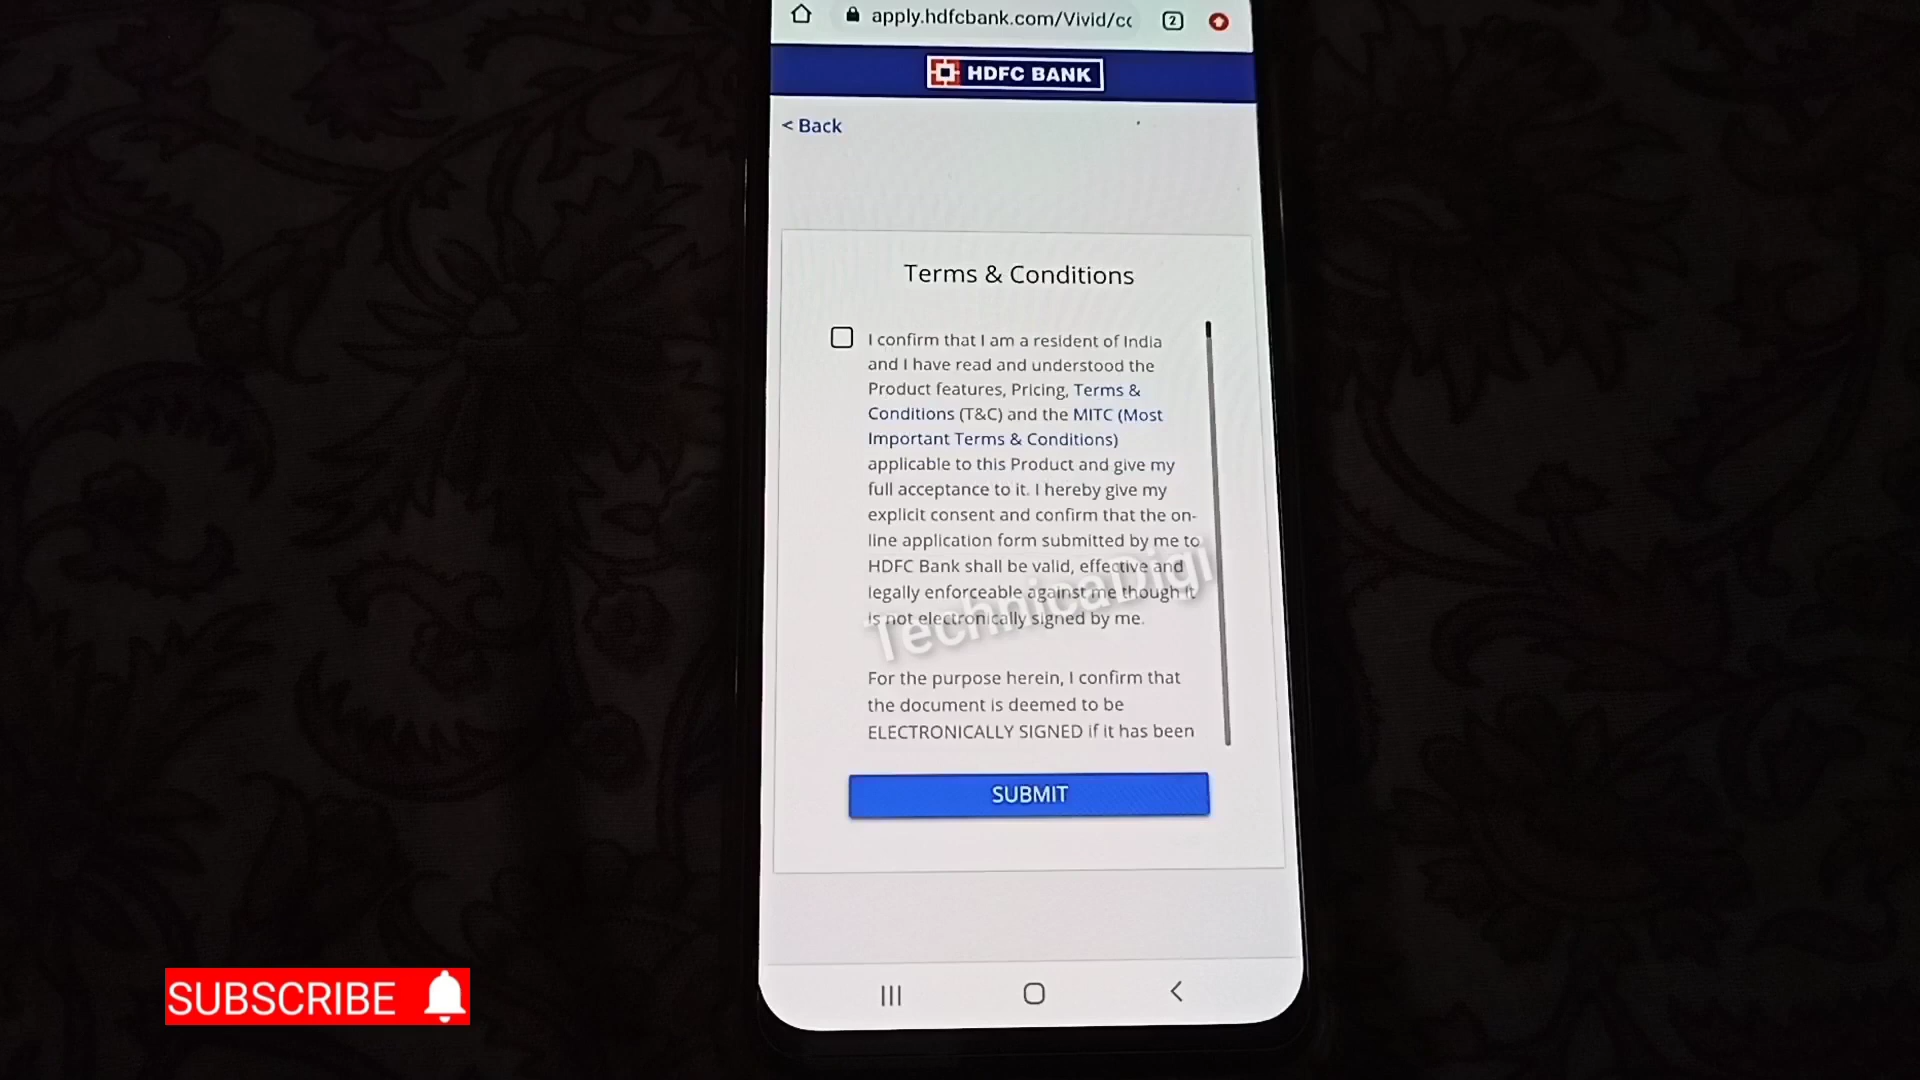 apply.hdfcbank.com/Vivid/cc
2
HDFC BANK
< Back
Terms & Conditions
I confirm that I am a resident of India
and I have read and understood the
Product features, Pricing, Terms &
Conditions (T&C) and the MITC (Most
Important Terms & Conditions)
applicable to this Product and give my
full acceptance to it. I hereby give my
explicit consent and confirm that the on-
line application form submitted by me to
HDFC Bank shall be valid, effective and
legally enforceable against me though it
is not electronically signed by me.
TechnicaDigi
For the purpose herein, I confirm that
the document is deemed to be
ELECTRONICALLY SIGNED if it has been
SUBMIT
SUBSCRIBE